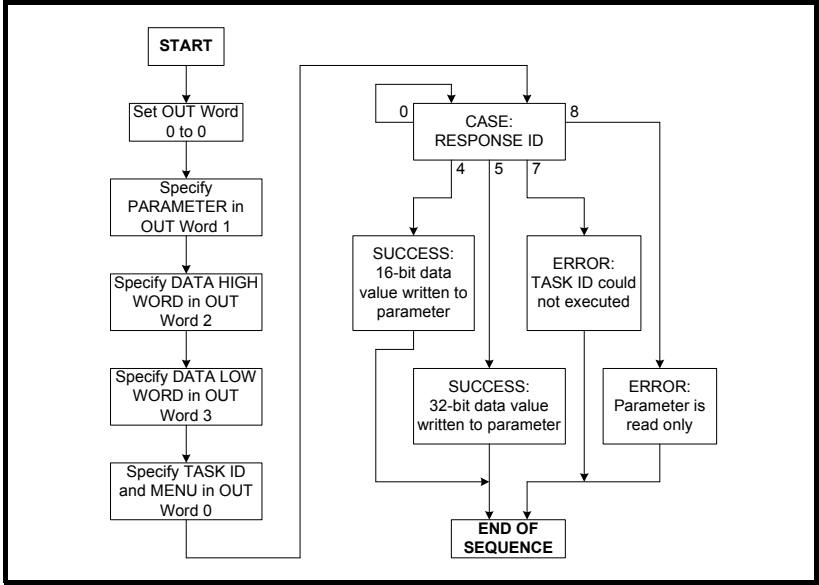 START
Set OUT Word
0 to 0
Specify
PARAMETER in
OUT Word 1
Specify DATA HIGH
WORD in OUT
Word 2
Specify DATA LOW
WORD in OUT
Word 3
Specify TASK ID
and MENU in OUT
Word 0
CASE:
RESPONSE ID
0
8
4
5
7
SUCCESS:
16-bit data
value written to
parameter
ERROR:
TASK ID could
not executed
SUCCESS:
32-bit data value
written to parameter
ERROR:
Parameter is
read only
END OF
SEQUENCE